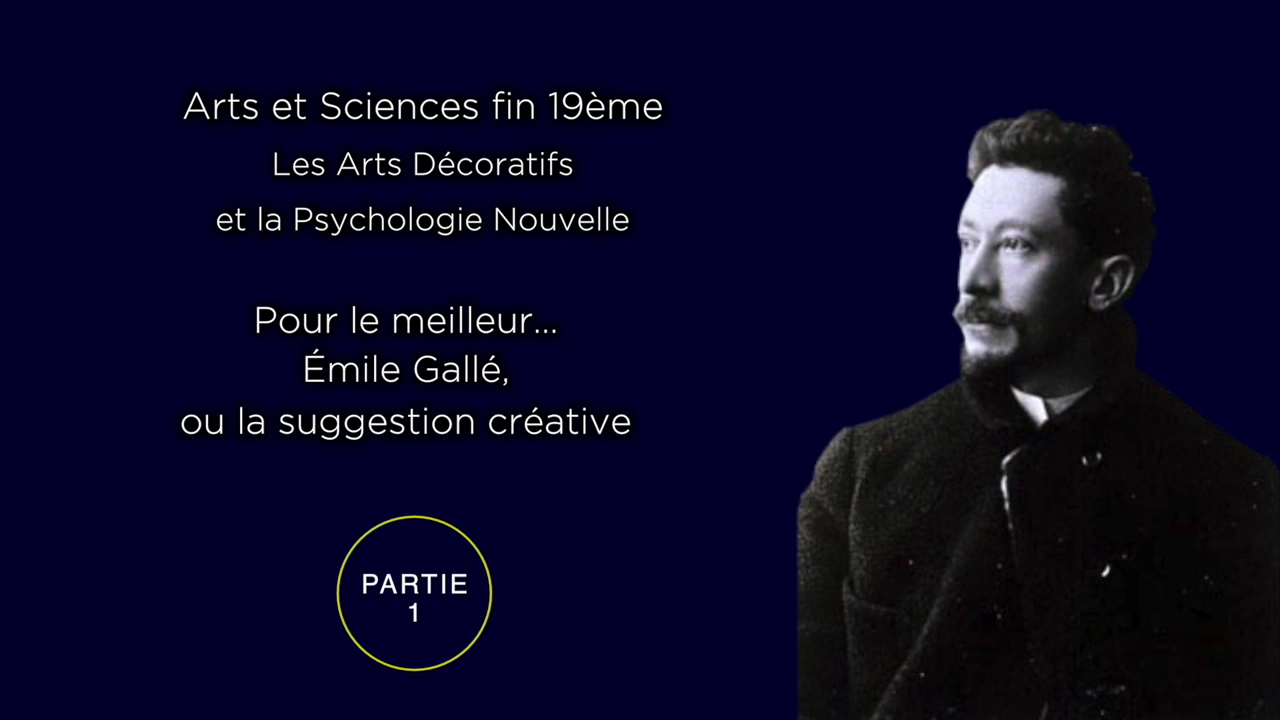 Arts et Sciences fin 19ème
Les Arts Décoratifs
et la Psychologie Nouvelle
Pour le meilleur...
Émile Gallé,
ou la suggestion créative
PARTIE
1